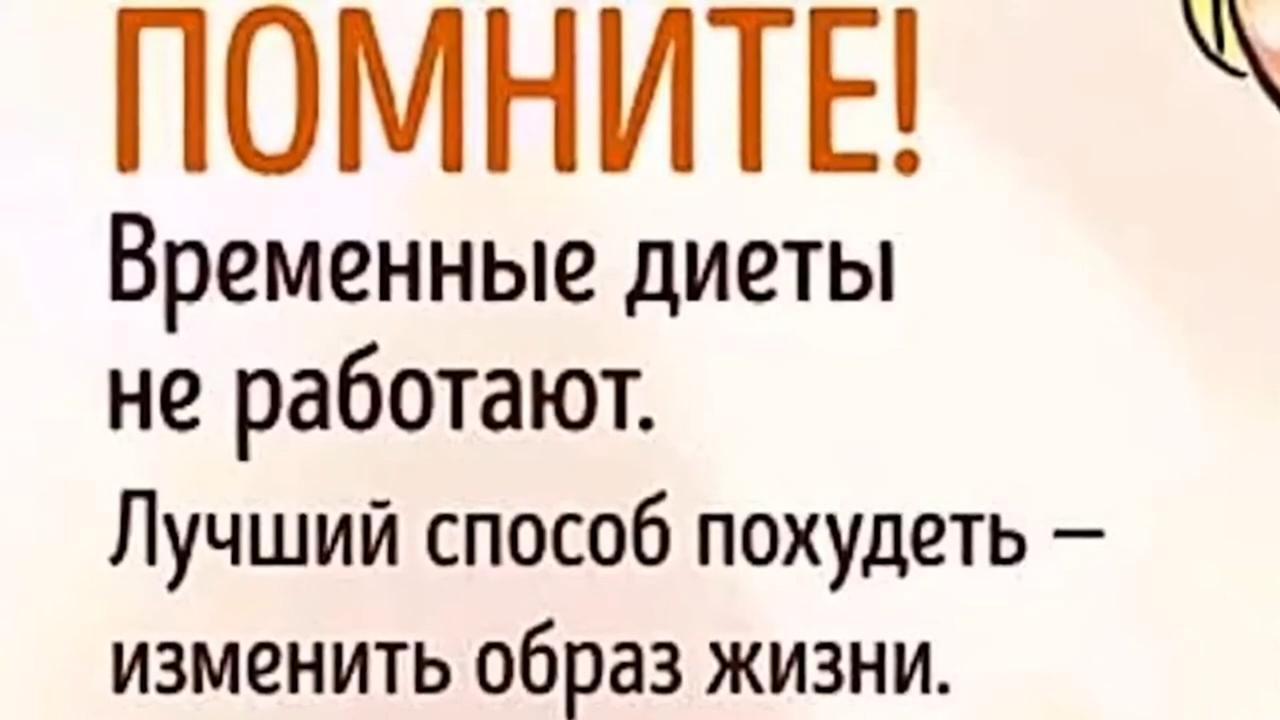 ПОМНИТЕ!
Временные диеты
не работают.
Лучший способ похудеть –
изменить образ жизни.